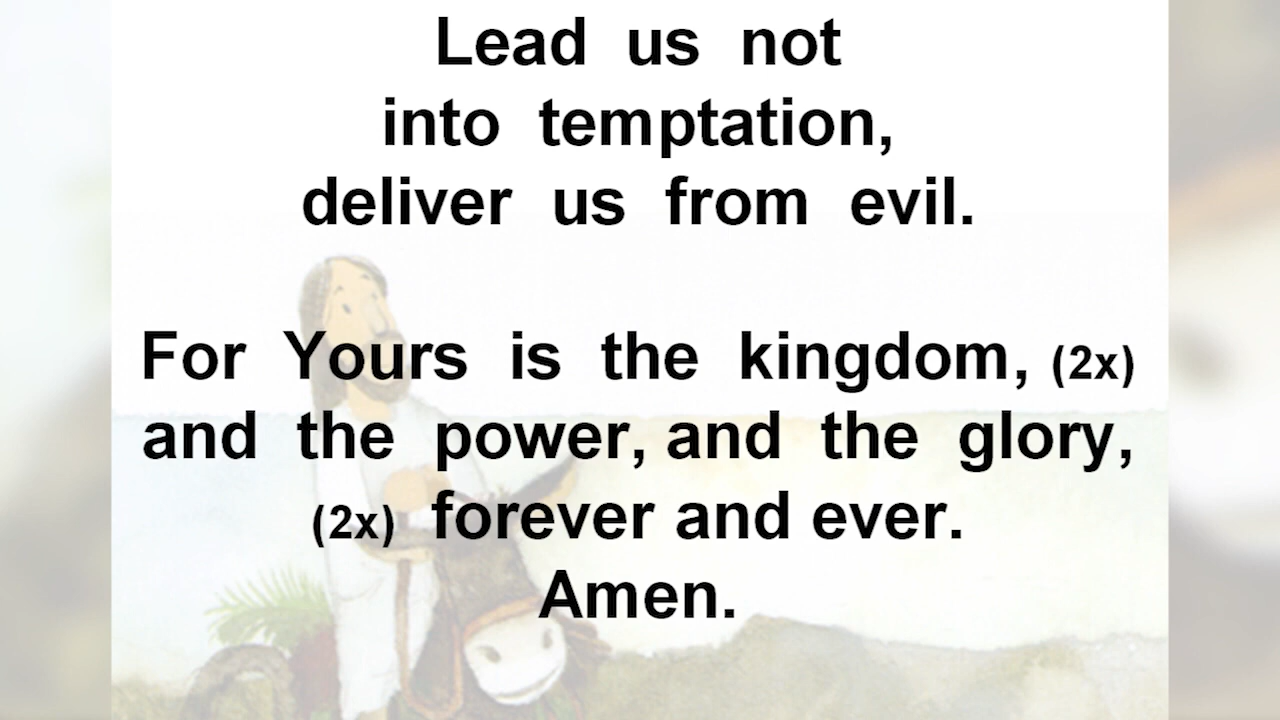 Lead us not
into temptation,
deliver us from evil.
For Yours is the kingdom, (2x)
and the power, and the glory,
(2x) forever and ever.
Amen.